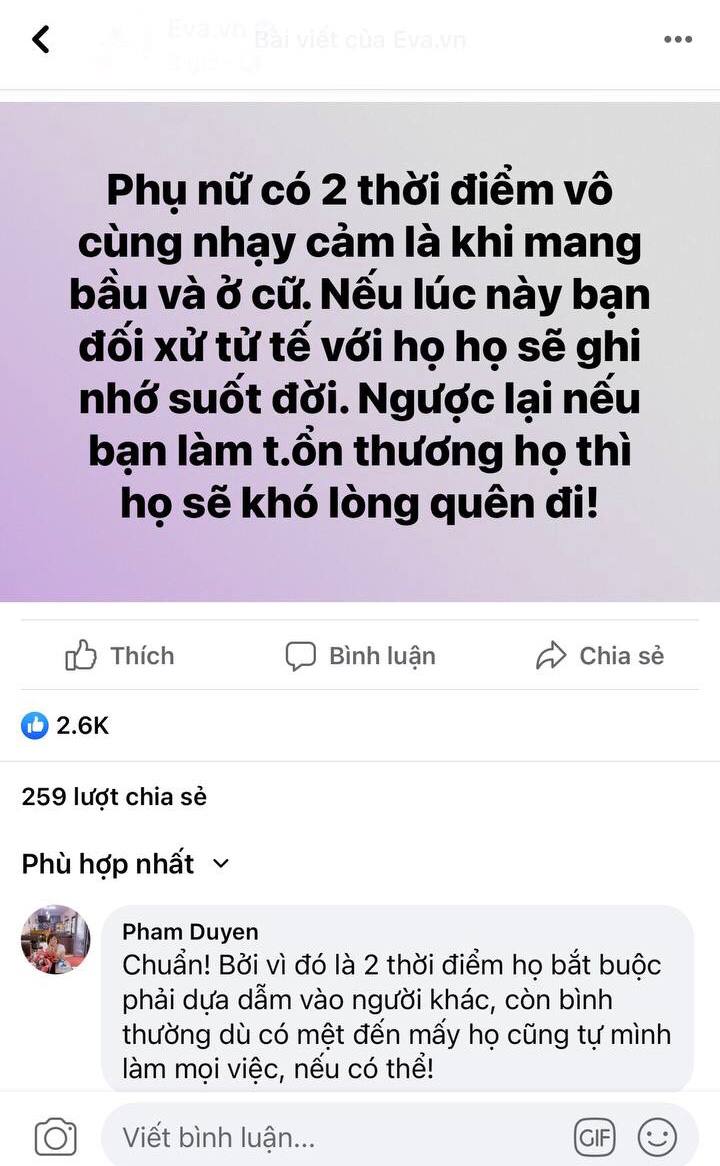 Eva.vn
Bài viết của Eva.vn
Phụ nữ có 2 thời điểm vô
cùng nhạy cảm là khi mang
bầu và ở cữ. Nếu lúc này bạn
đối xử tử tế với họ họ sẽ ghi
nhớ suốt đời. Ngược lại nếu
bạn làm t.ổn thương họ thì
họ sẽ khó lòng quên đi!
Thích
Bình luận
Chia sẻ
2.6K
259 lượt chia sẻ
Phù hợp nhất
Pham Duyen
Chuẩn! Bởi vì đó là 2 thời điểm họ bắt buộc
phải dựa dẫm vào người khác, còn bình
thường dù có mệt đến mấy họ cũng tự mình
làm mọi việc, nếu có thể!
Viết bình luận...
GIF